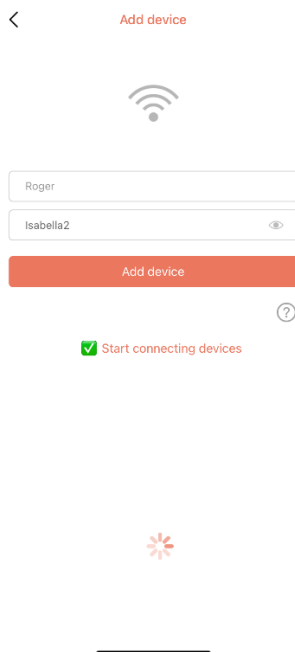 Add device
Roger
Isabella2
Add device
?
Start connecting devices